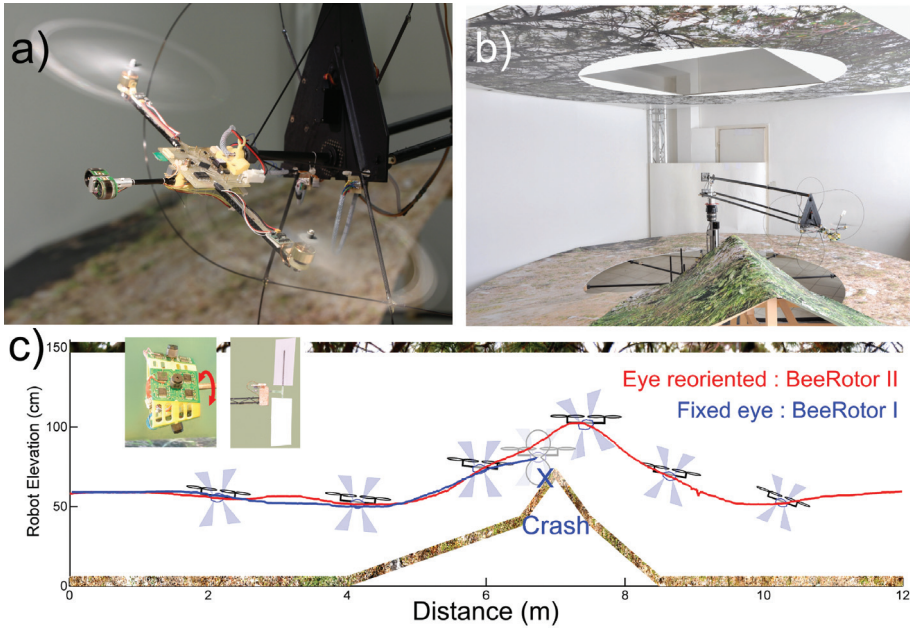 a)
b)
c)
150
100
50
0
Robot Elevation (cm)
Eye reoriented : BeeRotor II
Fixed eye : BeeRotor I
X
Crash
0
2
4
6
8
10
12
Distance (m)